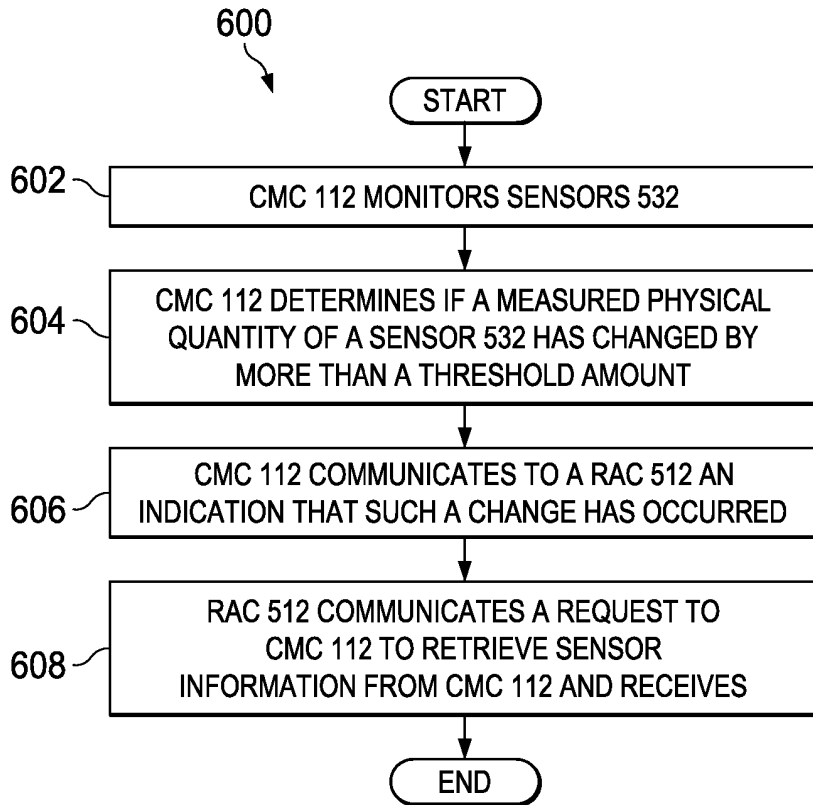 600
START
602
CMC 112 MONITORS SENSORS 532
604
CMC 112 DETERMINES IF A MEASURED PHYSICAL
QUANTITY OF A SENSOR 532 HAS CHANGED BY
MORE THAN A THRESHOLD AMOUNT
606
CMC 112 COMMUNICATES TO A RAC 512 AN
INDICATION THAT SUCH A CHANGE HAS OCCURRED
608
RAC 512 COMMUNICATES A REQUEST TO
CMC 112 TO RETRIEVE SENSOR
INFORMATION FROM CMC 112 AND RECEIVES
END